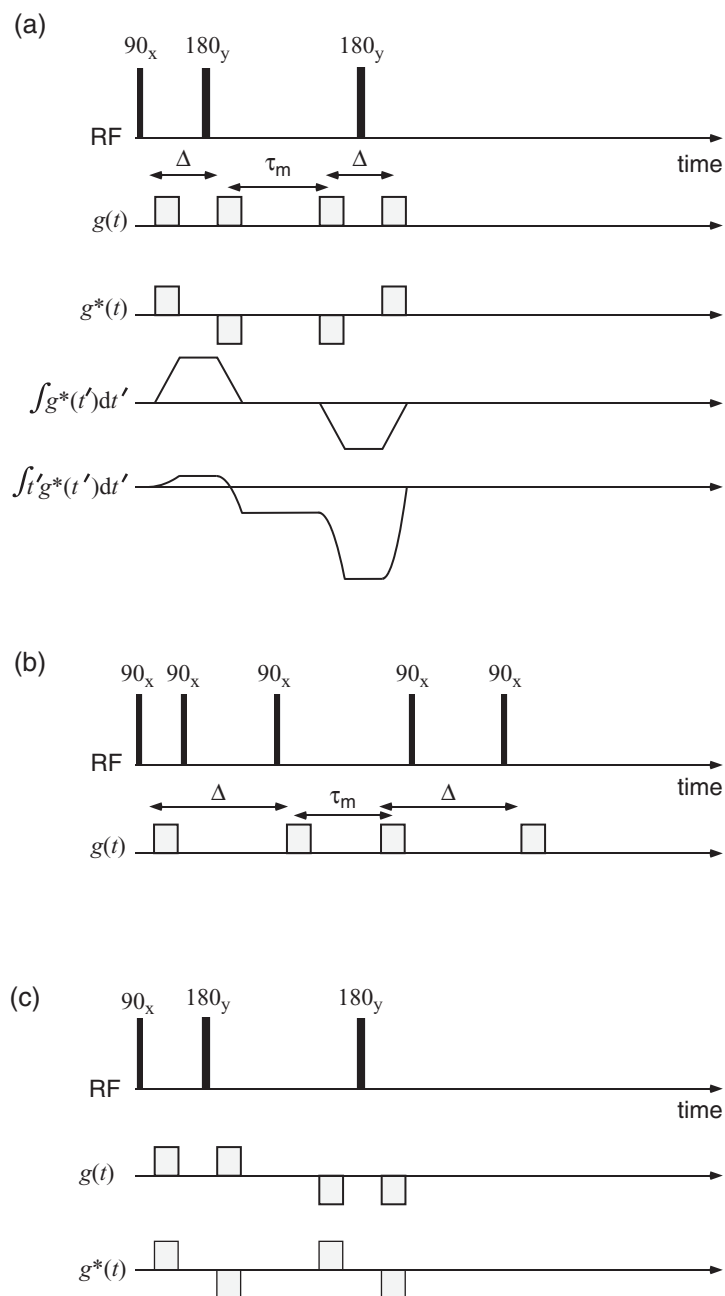 (a)
90x 180y 180y
RF
time
Δ τm Δ
g(t)
g*(t)
∫g*(t′)dt′
∫t′g*(t′)dt′
(b)
90x 90x 90x 90x 90x
RF
time
Δ τm Δ
g(t)
(c)
90x 180y 180y
RF
time
g(t)
g*(t)